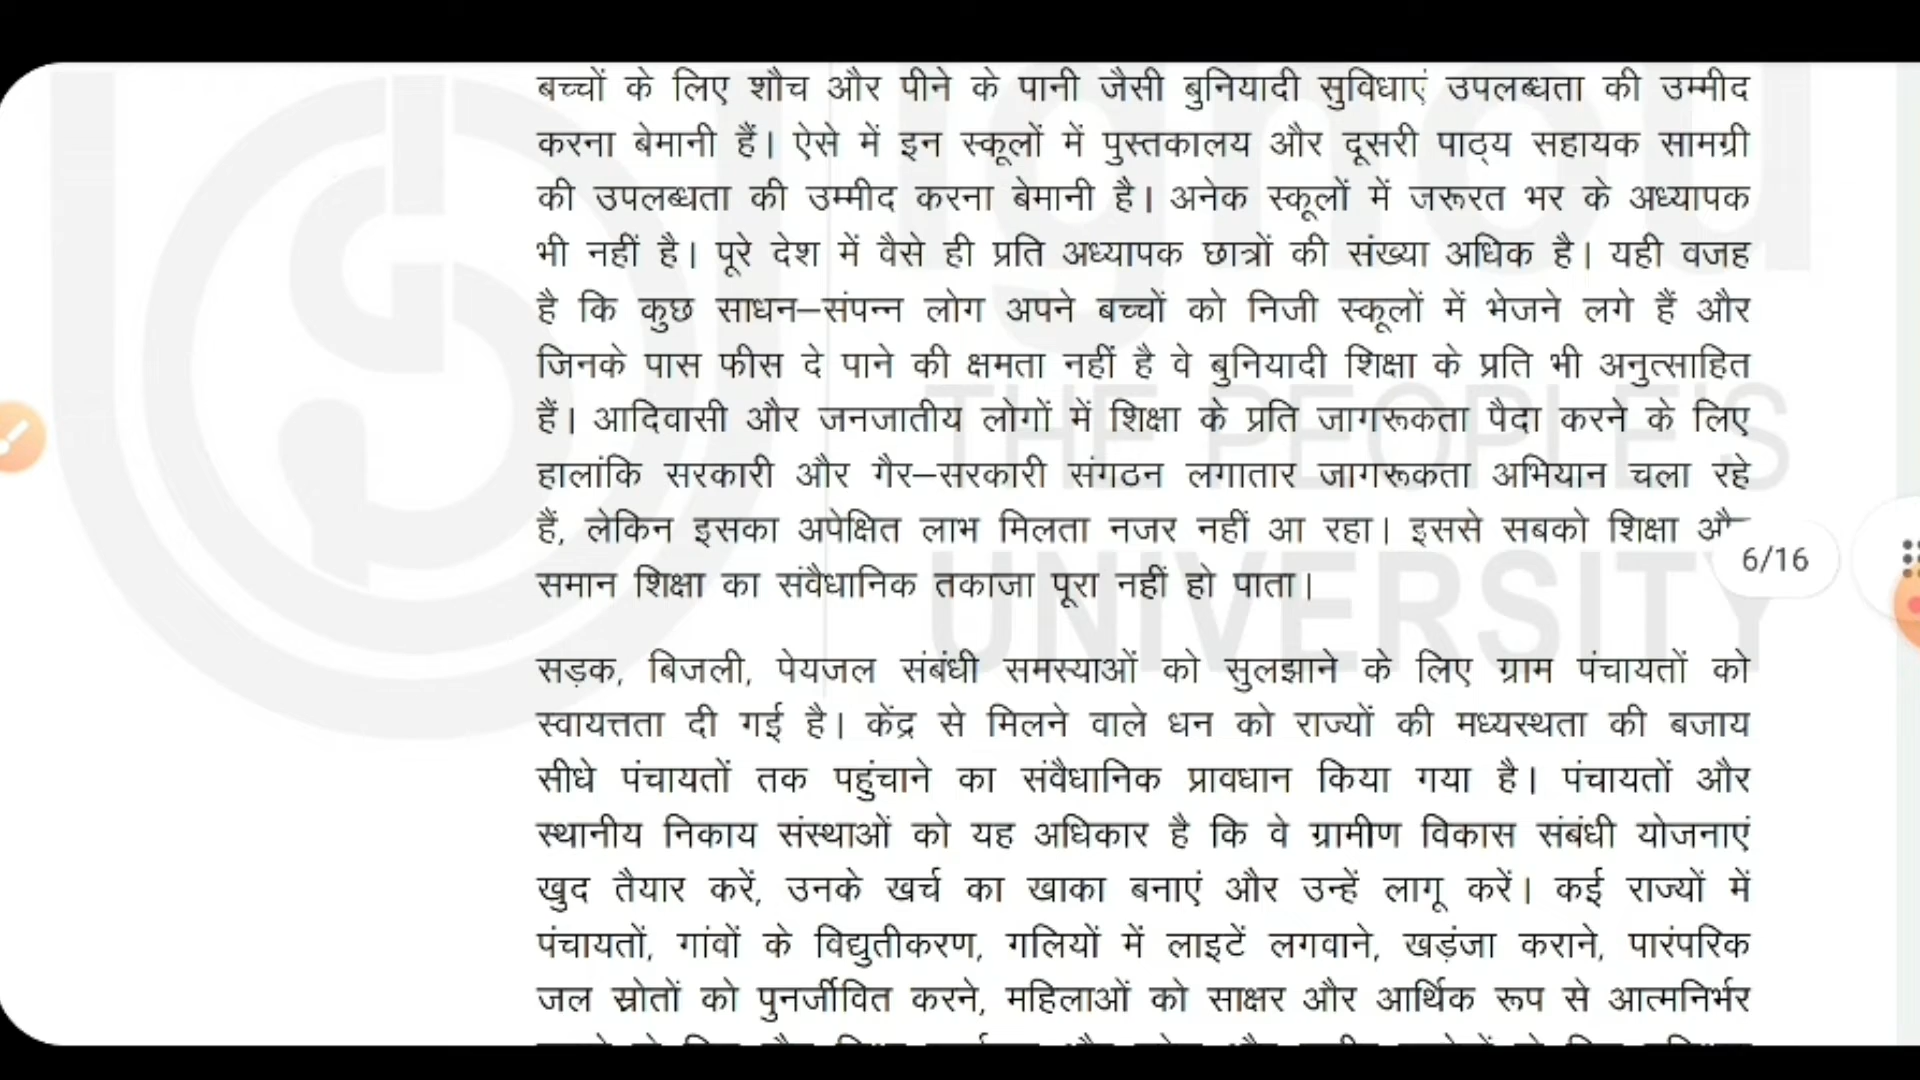 बच्चों के लिए शौच और पीने के पानी जैसी बुनियादी सुविधाएं उपलब्धता की उम्मीद
करना बेमानी हैं। ऐसे में इन स्कूलों में पुस्तकालय और दूसरी पाठ्य सहायक सामग्री
की उपलब्धता की उम्मीद करना बेमानी है। अनेक स्कूलों में जरूरत भर के अध्यापक
भी नहीं है। पूरे देश में वैसे ही प्रति अध्यापक छात्रों की संख्या अधिक है। यही वजह
है कि कुछ साधन–संपन्न लोग अपने बच्चों को निजी स्कूलों में भेजने लगे हैं और
जिनके पास फीस दे पाने की क्षमता नहीं है वे बुनियादी शिक्षा के प्रति भी अनुत्साहित
हैं। आदिवासी और जनजातीय लोगों में शिक्षा के प्रति जागरूकता पैदा करने के लिए
हालांकि सरकारी और गैर–सरकारी संगठन लगातार जागरूकता अभियान चला रहे
हैं, लेकिन इसका अपेक्षित लाभ मिलता नजर नहीं आ रहा। इससे सबको शिक्षा
6/16
समान शिक्षा का संवैधानिक तकाजा पूरा नहीं हो पाता।
सड़क, बिजली, पेयजल संबंधी समस्याओं को सुलझाने के लिए ग्राम पंचायतों को
स्वायत्तता दी गई है। केंद्र से मिलने वाले धन को राज्यों की मध्यस्थता की बजाय
सीधे पंचायतों तक पहुंचाने का संवैधानिक प्रावधान किया गया है। पंचायतों और
स्थानीय निकाय संस्थाओं को यह अधिकार है कि वे ग्रामीण विकास संबंधी योजनाएं
खुद तैयार करें, उनके खर्च का खाका बनाएं और उन्हें लागू करें। कई राज्यों में
पंचायतों, गांवों के विद्युतीकरण, गलियों में लाइटें लगवाने, खड़ंजा कराने, पारंपरिक
जल स्रोतों को पुनर्जीवित करने, महिलाओं को साक्षर और आर्थिक रूप से आत्मनिर्भर
ignou
THE PEOPLE'S
UNIVERSITY